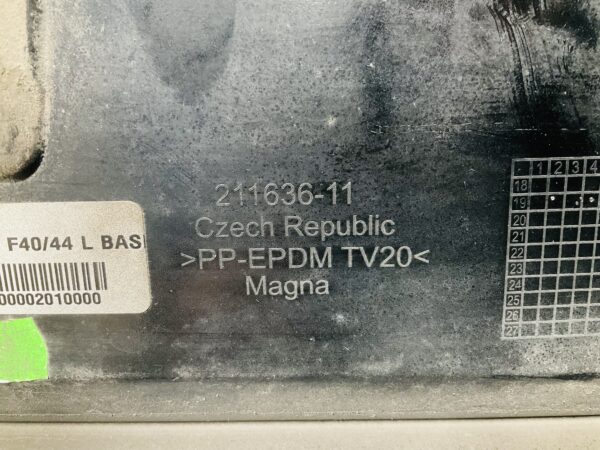 211636-11
Czech Republic
>PP-EPDM TV20<
Magna
F40/44 L BAS
00002010000
1 2 3 4
18
19
20
21
22
23
24
25
26
27